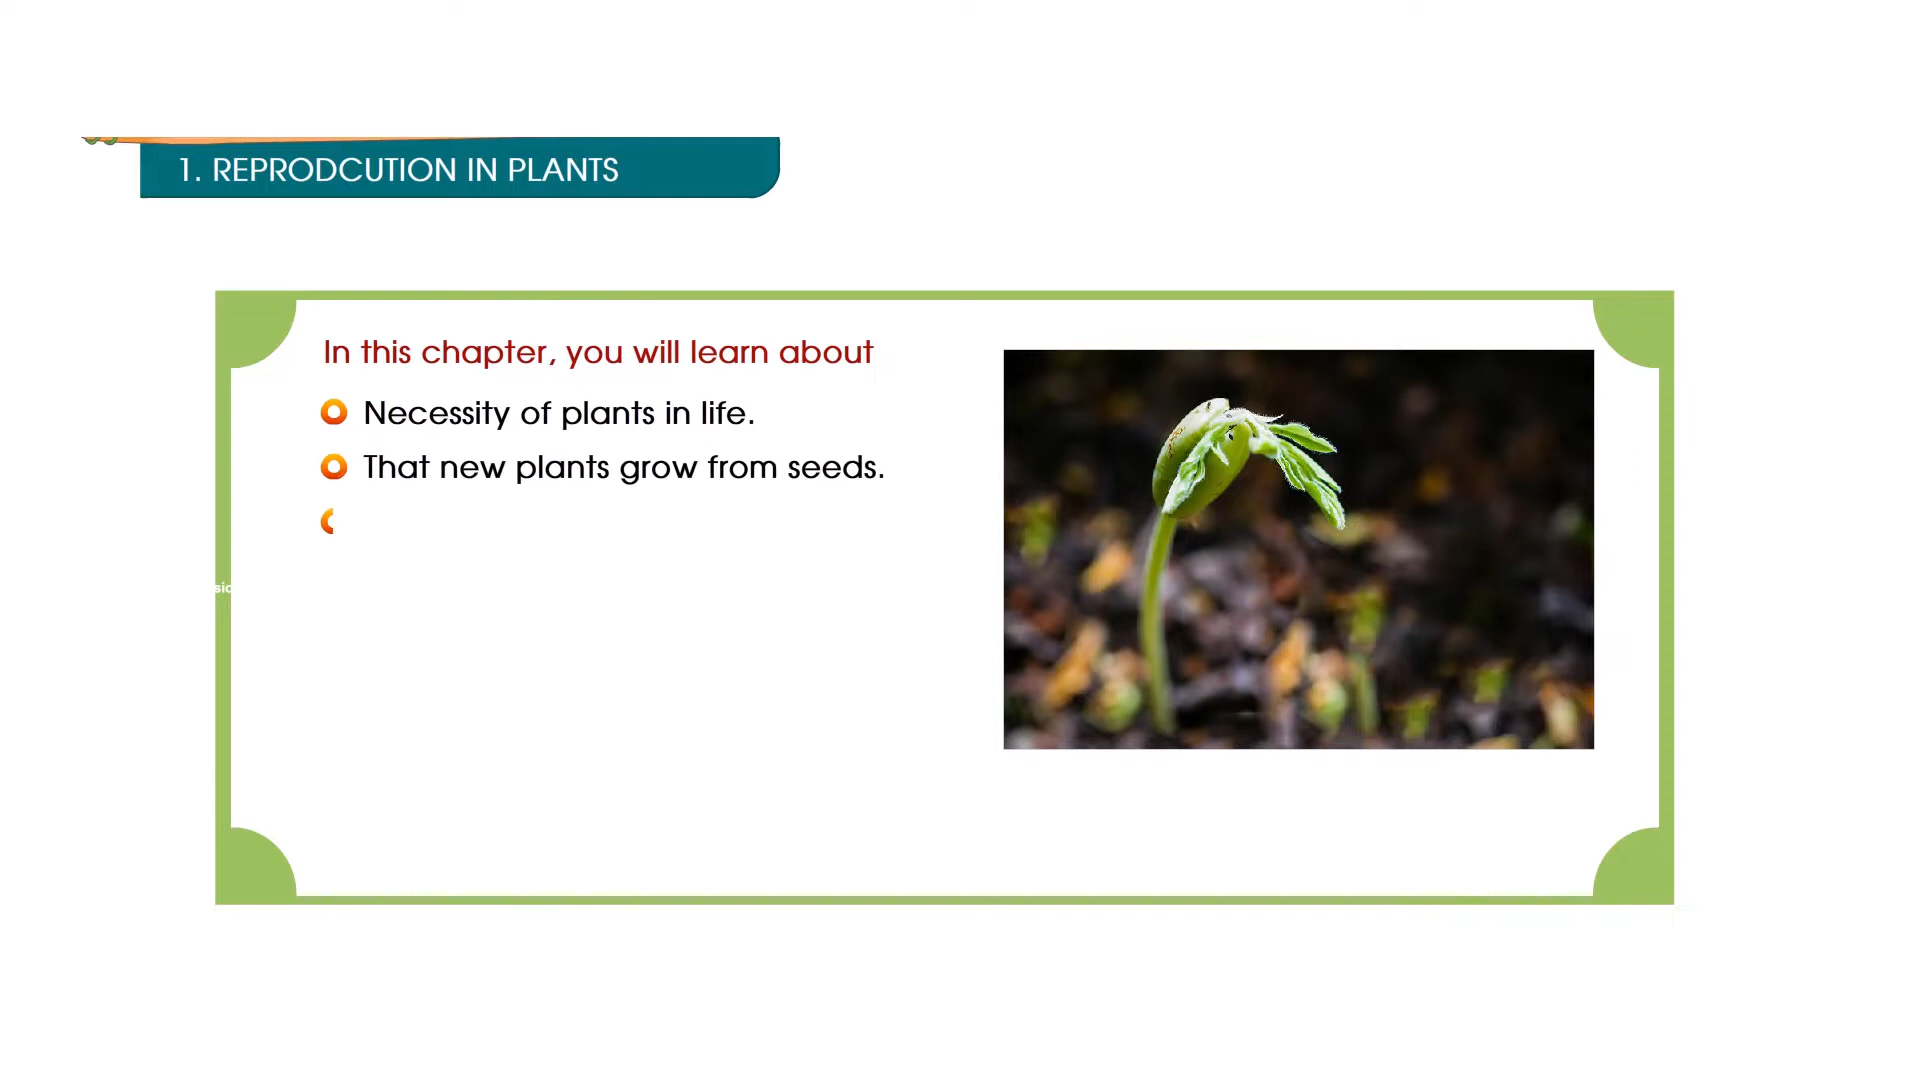 1. REPRODCUTION IN PLANTS
In this chapter, you will learn about
Necessity of plants in life.
That new plants grow from seeds.